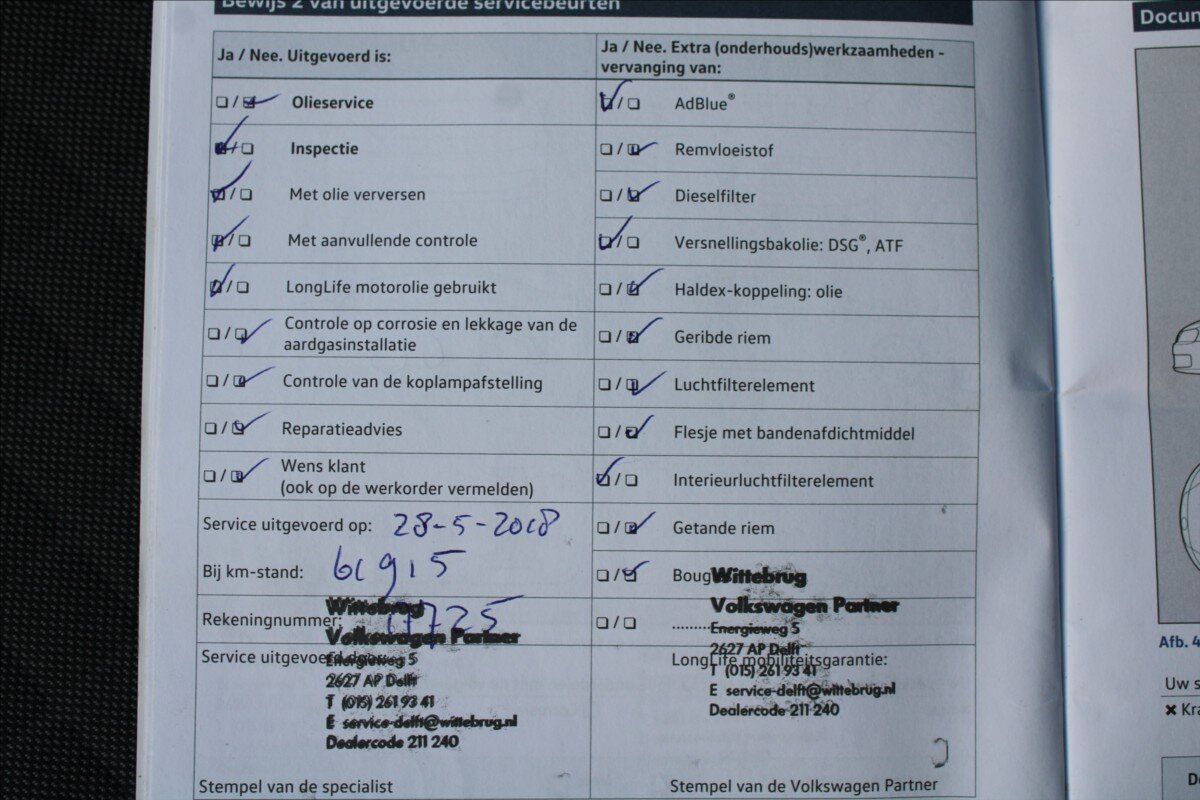 Bewijs 2 van uitgevoerde servicebeurten
Ja / Nee. Uitgevoerd is:
Olieservice
Inspectie
Met olie verversen
Met aanvullende controle
LongLife motorolie gebruikt
Controle op corrosie en lekkage van de
aardgasinstallatie
Controle van de koplampafstelling
Reparatieadvies
Wens klant
(ook op de werkorder vermelden)
Service uitgevoerd op: 28-5-2018
Bij km-stand:
Rekeningnummer:
Service uitgevoerd door:
Wittebrug
Volkswagen Partner
Energieweg 5
2627 AP Delft
T (015) 261 93 41
E service-delft@wittebrug.nl
Dealercode 211 240
Stempel van de specialist
Ja / Nee. Extra (onderhouds)werkzaamheden -
vervanging van:
AdBlue®
Remvloeistof
Dieselfilter
Versnellingsbakolie: DSG®, ATF
Haldex-koppeling: olie
Geribde riem
Luchtfilterelement
Flesje met bandenafdichtmiddel
Interieurluchtfilterelement
Getande riem
Boug
Wittebrug
Volkswagen Partner
Energieweg 5
2627 AP Delft
LongLife mobiliteitsgarantie:
T (015) 261 93 41
E service-delft@wittebrug.nl
Dealercode 211 240
Stempel van de Volkswagen Partner
Docum
Afb. 4
Uw s
✖ Kra